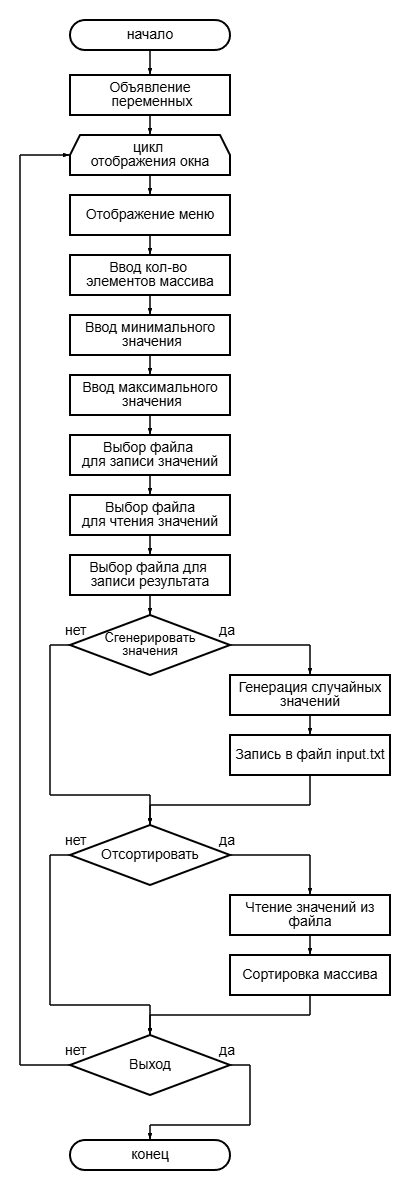 начало
Объявление
переменных
цикл
отображения окна
Отображение меню
Ввод кол-во
элементов массива
Ввод минимального
значения
Ввод максимального
значения
Выбор файла
для записи значений
Выбор файла
для чтения значений
Выбор файла для
записи результата
нет
Сгенерировать
значения
да
Генерация случайных
значений
Запись в файл input.txt
нет
Отсортировать
да
Чтение значений из
файла
Сортировка массива
нет
Выход
да
конец